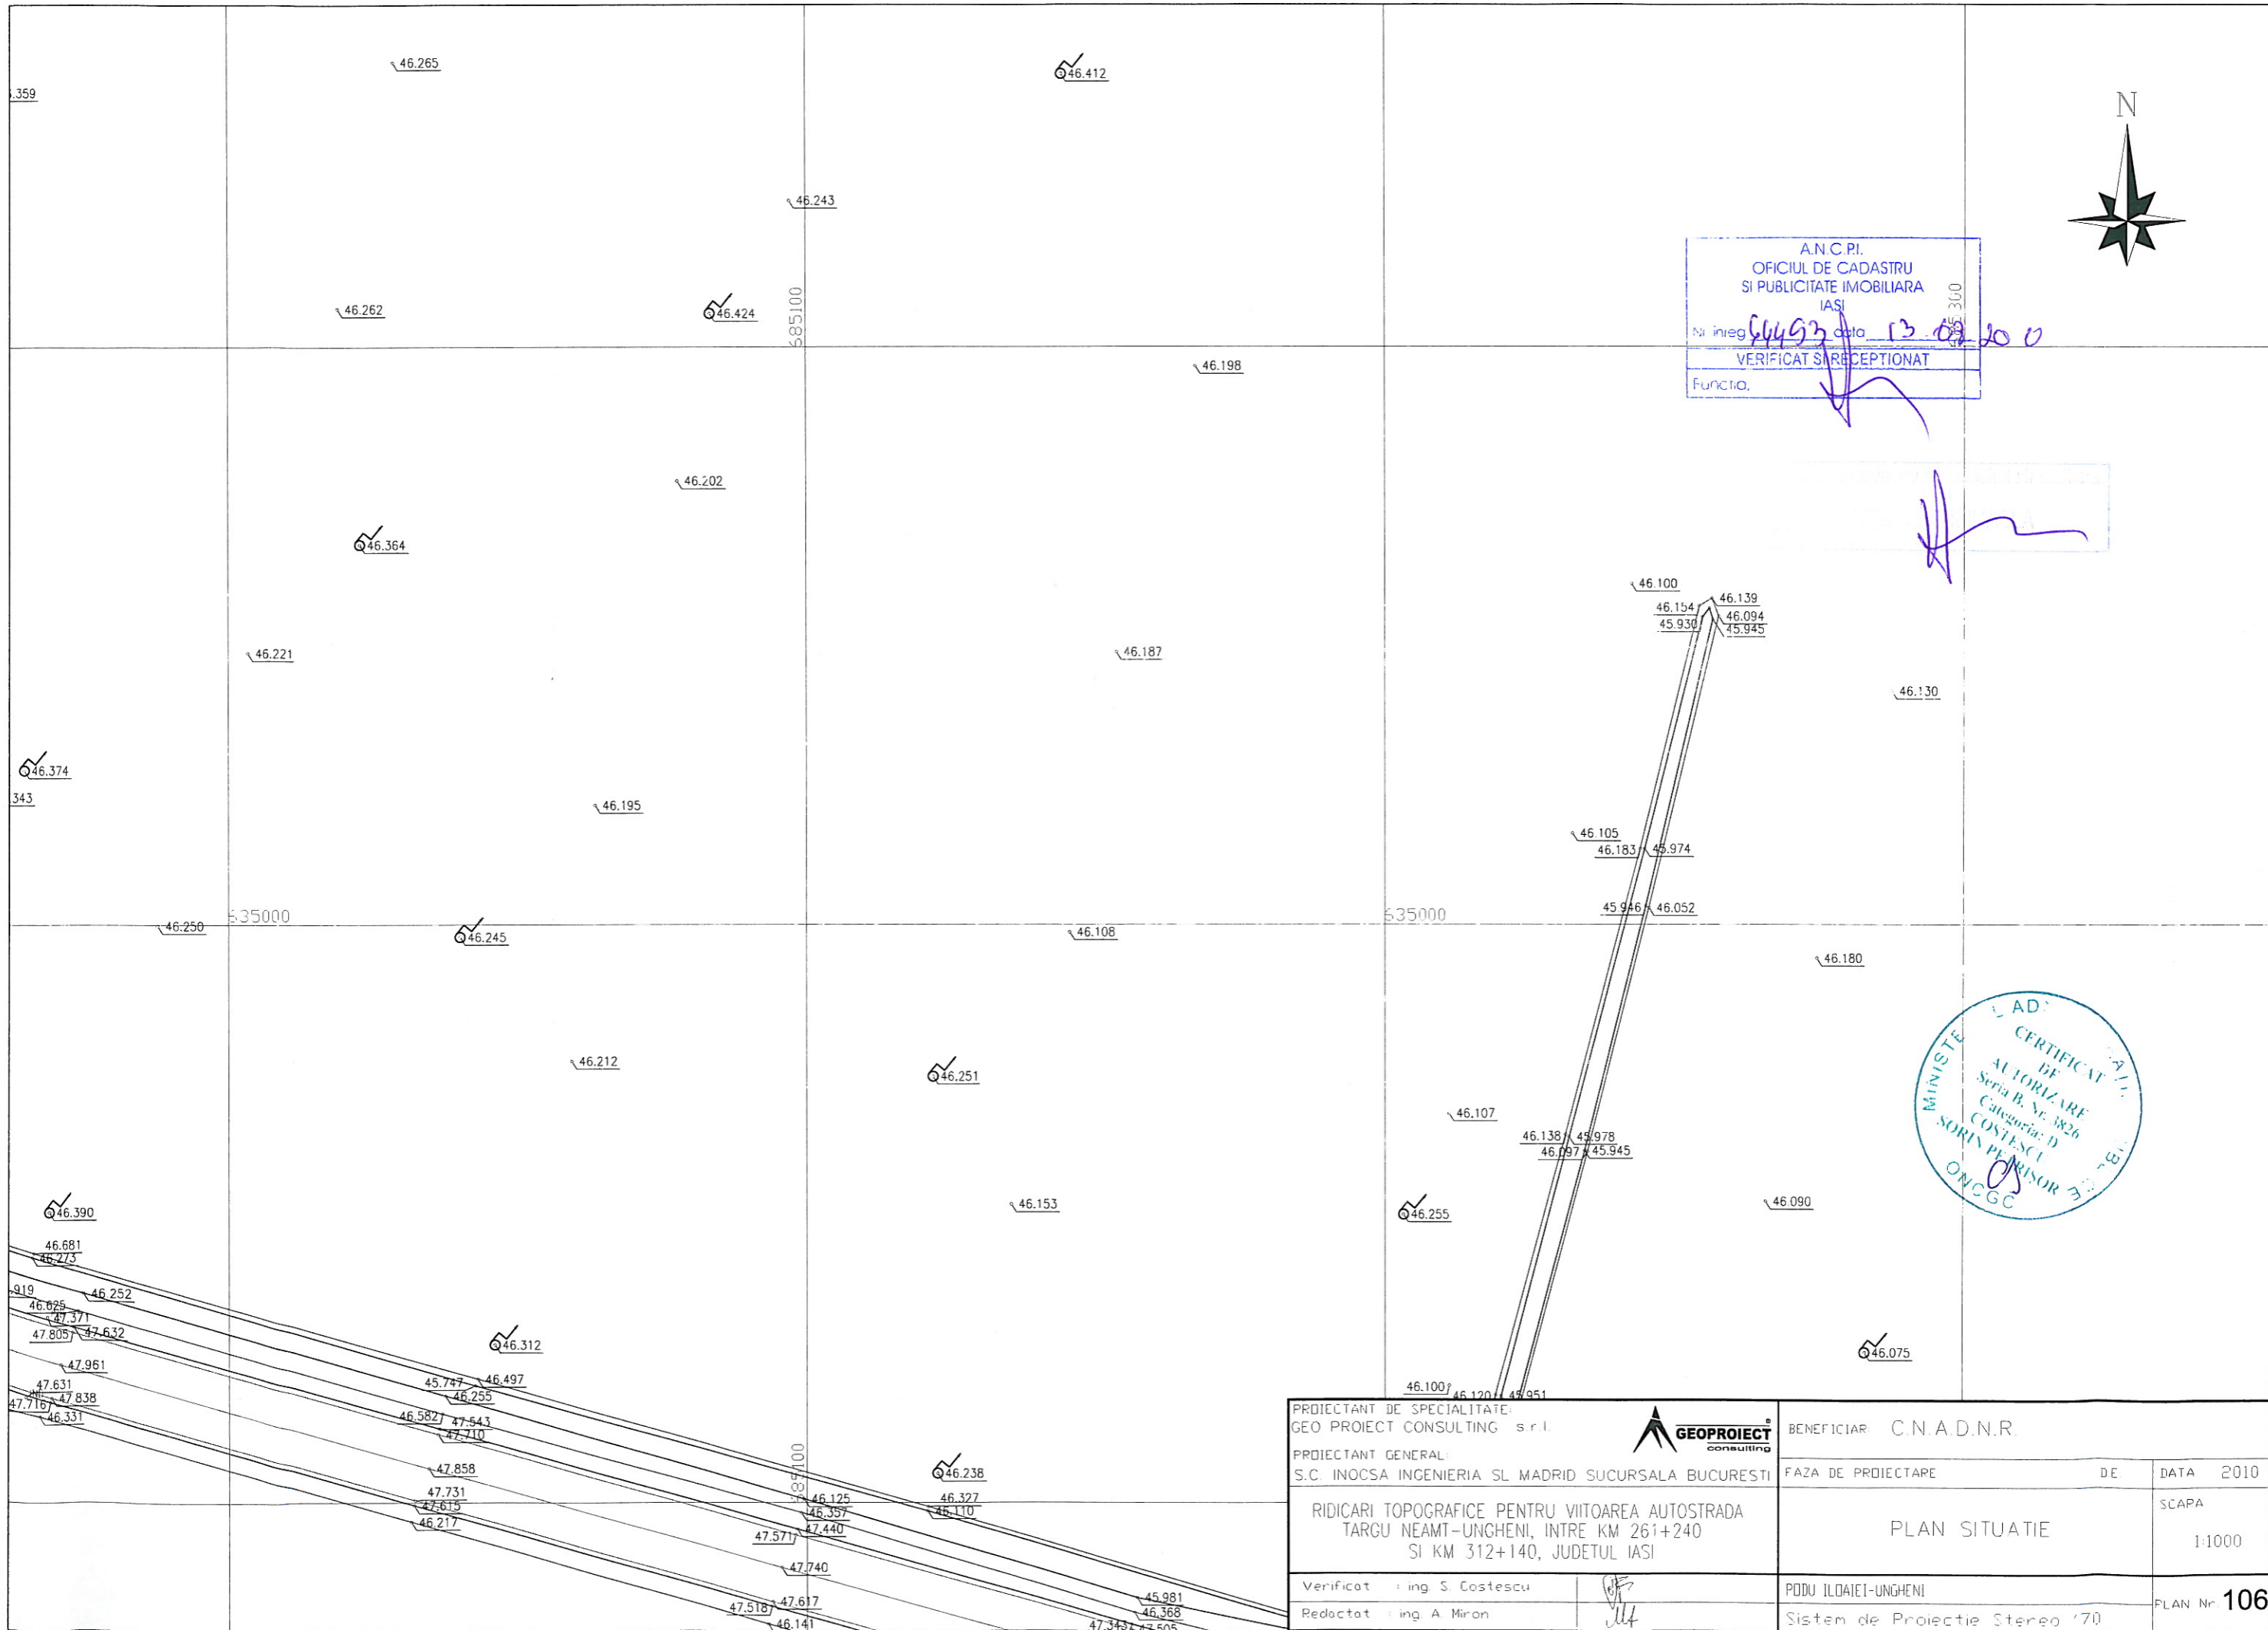 46.265
46.412
.359
N
46.243
A.N.C.P.I.
OFICIUL DE CADASTRU
SI PUBLICITATE IMOBILIARA
IASI
Nr. inreg data 13
VERIFICAT SI RECEPTIONAT
Functia,
46.262
46.424
685100
46.198
46.202
46.364
46.100
46.154 46.139
45.930 46.094
45.945
46.221
46.187
46.130
46.374
.343
46.195
46.105
46.183 45.974
45.946 46.052
635000
635000
46.250
46.245
46.108
46.180
46.212
46.251
46.107
46.138 45.978
46.097 45.945
CERTIFICAT
DE
AUTORIZARE
Seria B. Nr. 3826
Categoria: D
COSTESCU
SORIN PETRISOR
ONCGC
46.390
46.153
46.255
46.090
46.681
46.273
.919 46.252
46.625
47.371
47.805 47.632
46.312
46.075
47.961
47.631
47.838
47.716
46.331
45.747 46.497
46.255
46.582 47.543
47.710
46.100
46.120 45.951
47.858
47.731
47.615
46.217
685100
46.238
46.125
46.357
46.327
46.110
47.571 47.440
47.740
47.518 47.617
46.141
45.981
46.368
47.343
47.505
PROIECTANT DE SPECIALITATE:
GEO PROIECT CONSULTING s.r.l.
GEOPROIECT
consulting
PROIECTANT GENERAL:
S.C. INOCSA INGENIERIA SL MADRID SUCURSALA BUCURESTI
BENEFICIAR C.N.A.D.N.R.
FAZA DE PROIECTARE D.E.
DATA 2010
RIDICARI TOPOGRAFICE PENTRU VIITOAREA AUTOSTRADA
TARGU NEAMT-UNGHENI, INTRE KM 261+240
SI KM 312+140, JUDETUL IASI
PLAN SITUATIE
SCAPA
1:1000
Verificat : ing. S. Costescu
Redactat : ing. A. Miron
PODU ILOAIEI-UNGHENI
Sistem de Proiectie Stereo '70
PLAN Nr. 106